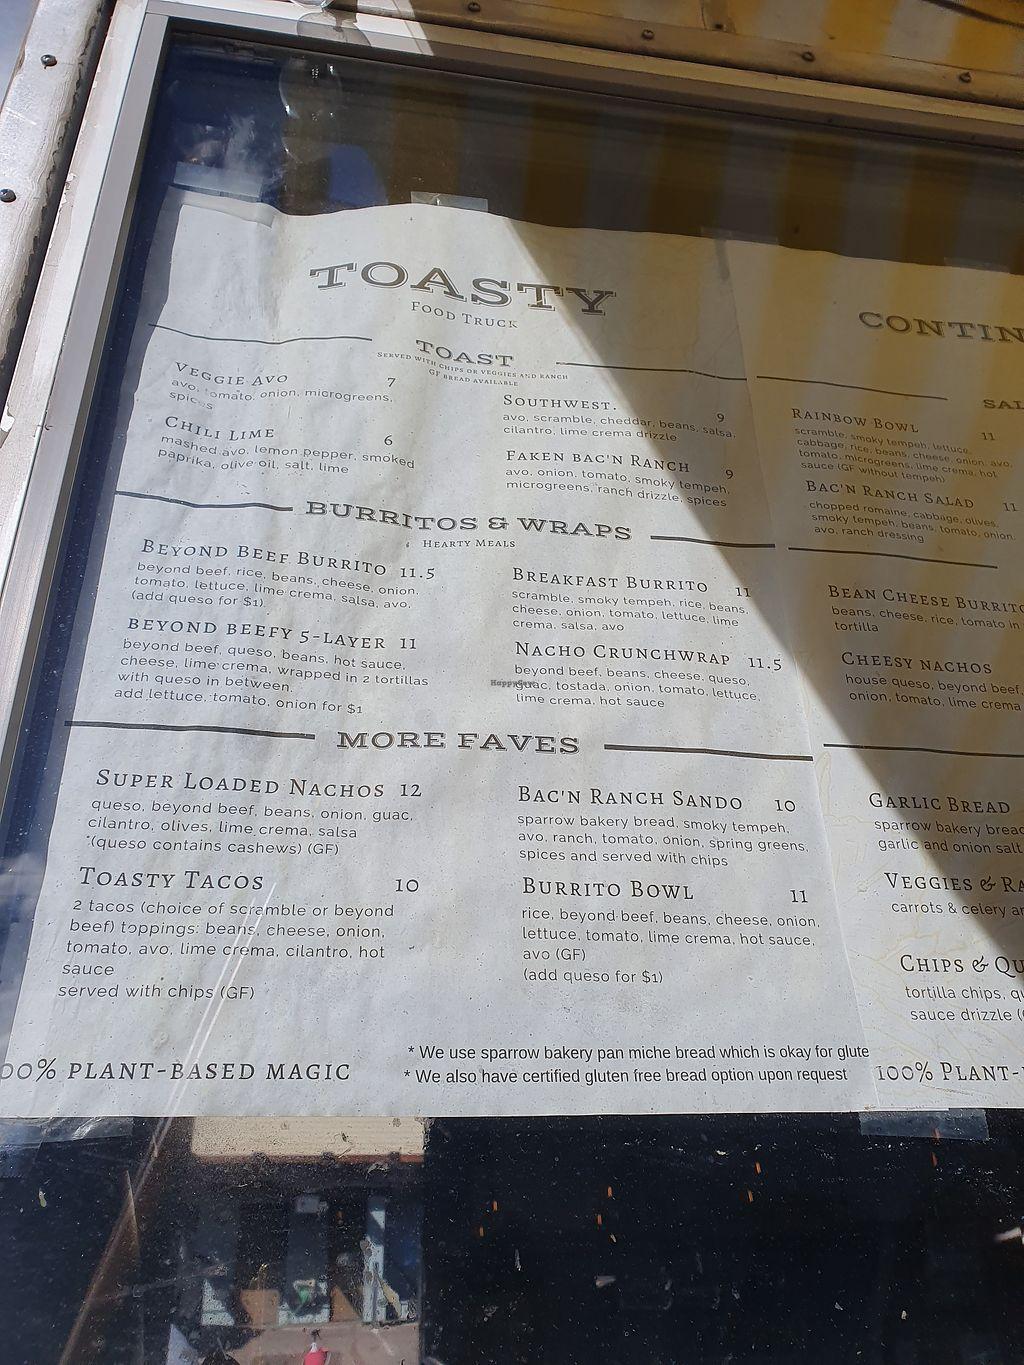 TOASTY
FOOD TRUCK
TOAST
SERVED WITH CHIPS OR VEGGIES AND RANCH
GF BREAD AVAILABLE
VEGGIE AVO 7
avo, tomato, onion, microgreens,
spices
CHILI LIME 6
mashed avo, lemon pepper, smoked
paprika, olive oil, salt, lime
SOUTHWEST. 9
avo, scramble, cheddar, beans, salsa,
cilantro, lime crema drizzle
FAKEN BAC'N RANCH 9
avo, onion, tomato, smoky tempeh,
microgreens, ranch drizzle, spices
BURRITOS & WRAPS
HEARTY MEALS
BEYOND BEEF BURRITO 11.5
beyond beef, rice, beans, cheese, onion,
tomato, lettuce, lime crema, salsa, avo,
(add queso for $1)
BEYOND BEEFY 5-LAYER 11
beyond beef, queso, beans, hot sauce,
cheese, lime crema, wrapped in 2 tortillas
with queso in between.
add lettuce, tomato, onion for $1
BREAKFAST BURRITO 11
scramble, smoky tempeh, rice, beans,
cheese, onion, tomato, lettuce, lime
crema, salsa, avo
NACHO CRUNCHWRAP 11.5
beyond beef, beans, cheese, queso,
guac, tostada, onion, tomato, lettuce,
lime crema, hot sauce
HappyCow
MORE FAVES
SUPER LOADED NACHOS 12
queso, beyond beef, beans, onion, guac,
cilantro, olives, lime crema, salsa
*(queso contains cashews) (GF)
TOASTY TACOS 10
2 tacos (choice of scramble or beyond
beef) toppings: beans, cheese, onion,
tomato, avo, lime crema, cilantro, hot
sauce
served with chips (GF)
BAC'N RANCH SANDO 10
sparrow bakery bread, smoky tempeh,
avo, ranch, tomato, onion, spring greens,
spices and served with chips
BURRITO BOWL 11
rice, beyond beef, beans, cheese, onion,
lettuce, tomato, lime crema, hot sauce,
avo (GF)
(add queso for $1)
00% PLANT-BASED MAGIC
* We use sparrow bakery pan miche bread which is okay for glute
* We also have certified gluten free bread option upon request
CONTIN
SAL
RAINBOW BOWL 11
scramble, smoky tempeh, lettuce,
cabbage, rice, beans, cheese, onion, avo,
tomato, microgreens, lime crema, hot
sauce (GF without tempeh)
BAC'N RANCH SALAD 11
chopped romaine, cabbage, olives,
smoky tempeh, beans, tomato, onion,
avo, ranch dressing
BEAN CHEESE BURRITO
beans, cheese, rice, tomato in
tortilla
CHEESY NACHOS
house queso, beyond beef,
onion, tomato, lime crema
GARLIC BREAD
sparrow bakery bread
garlic and onion salt
VEGGIES & RA
carrots & celery ar
CHIPS & QU
tortilla chips, qu
sauce drizzle (
100% PLANT-